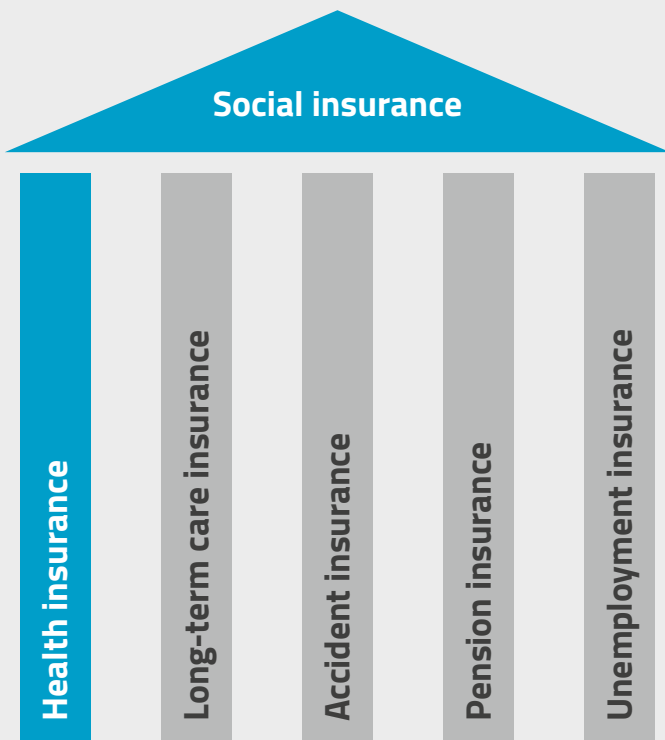 Social insurance
Health insurance
Long-term care insurance
Accident insurance
Pension insurance
Unemployment insurance